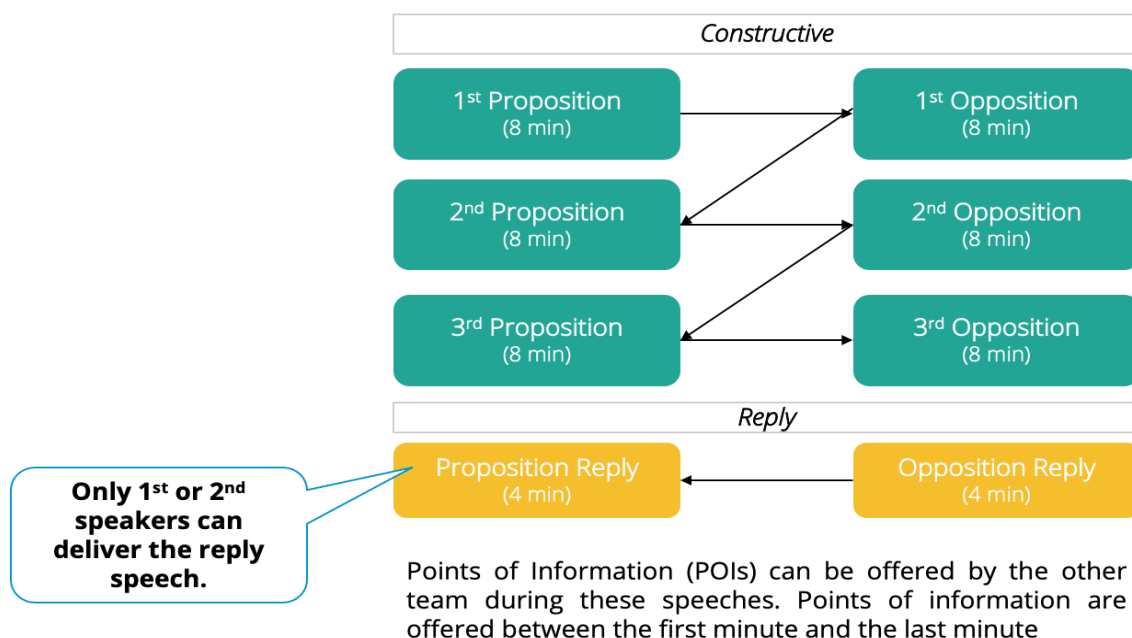 Constructive
1st Proposition
(8 min)
1st Opposition
(8 min)
2nd Proposition
(8 min)
2nd Opposition
(8 min)
3rd Proposition
(8 min)
3rd Opposition
(8 min)
Reply
Proposition Reply
(4 min)
Opposition Reply
(4 min)
Only 1st or 2nd
speakers can
deliver the reply
speech.
Points of Information (POIs) can be offered by the other
team during these speeches. Points of information are
offered between the first minute and the last minute